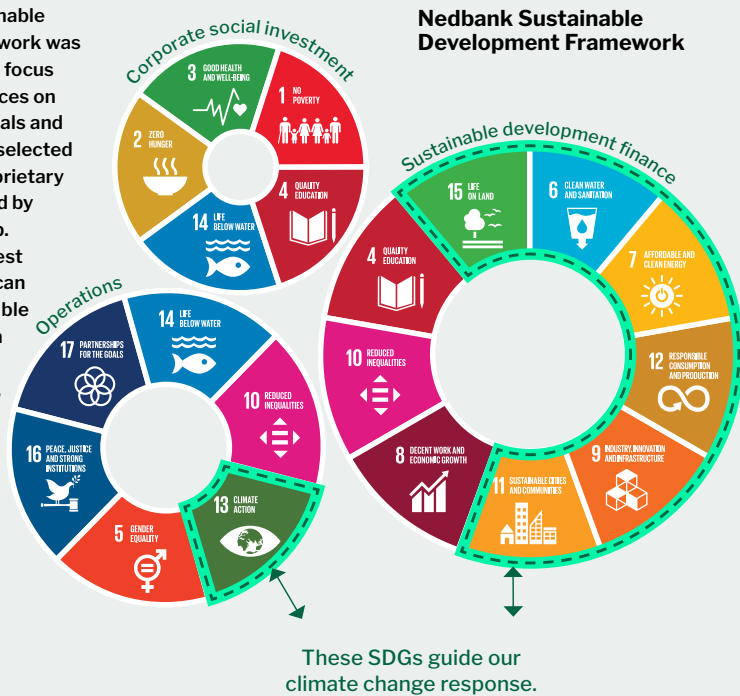 nable
work was
focus
ces on
als and
selected
prietary
d by
o.
est
can
ble
Nedbank Sustainable
Development Framework
Corporate social investment
3 GOOD HEALTH
AND WELL-BEING
1 NO
POVERTY
2 ZERO
HUNGER
4 QUALITY
EDUCATION
14 LIFE
BELOW WATER
Sustainable development finance
15 LIFE
ON LAND
6 CLEAN WATER
AND SANITATION
4 QUALITY
EDUCATION
7 AFFORDABLE AND
CLEAN ENERGY
10 REDUCED
INEQUALITIES
12 RESPONSIBLE
CONSUMPTION
AND PRODUCTION
8 DECENT WORK AND
ECONOMIC GROWTH
9 INDUSTRY, INNOVATION
AND INFRASTRUCTURE
11 SUSTAINABLE CITIES
AND COMMUNITIES
Operations
17 PARTNERSHIPS
FOR THE GOALS
14 LIFE
BELOW WATER
10 REDUCED
INEQUALITIES
16 PEACE, JUSTICE
AND STRONG
INSTITUTIONS
13 CLIMATE
ACTION
5 GENDER
EQUALITY
These SDGs guide our
climate change response.